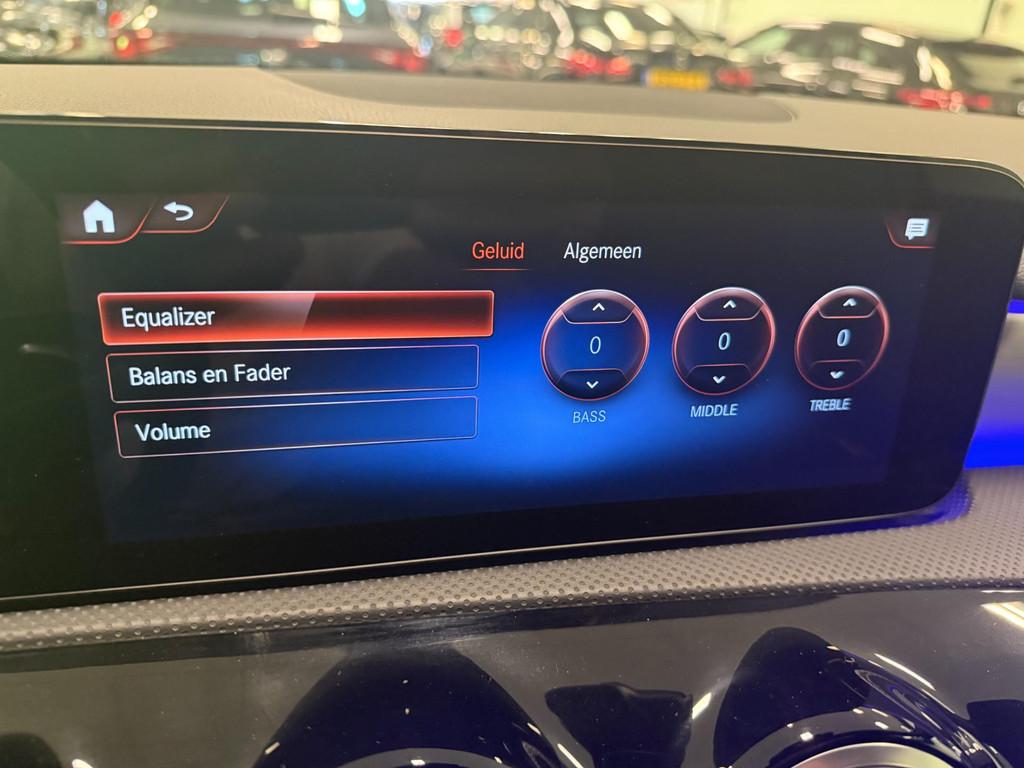 Geluid Algemeen
Equalizer
Balans en Fader
Volume
0 0 0
BASS MIDDLE TREBLE